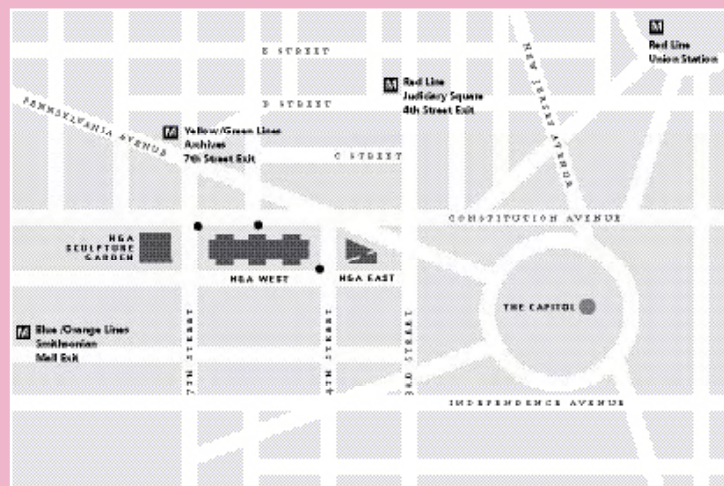 E STREET
D STREET
C STREET
PENNSYLVANIA AVENUE
NEW JERSEY AVENUE
M
Red Line
Union Station
M
Red Line
Judiciary Square
4th Street Exit
M
Yellow/Green Lines
Archives
7th Street Exit
CONSTITUTION AVENUE
NGA
SCULPTURE
GARDEN
NGA WEST
NGA EAST
THE CAPITOL
M
Blue/Orange Lines
Smithsonian
Mall Exit
7TH STREET
4TH STREET
3RD STREET
INDEPENDENCE AVENUE